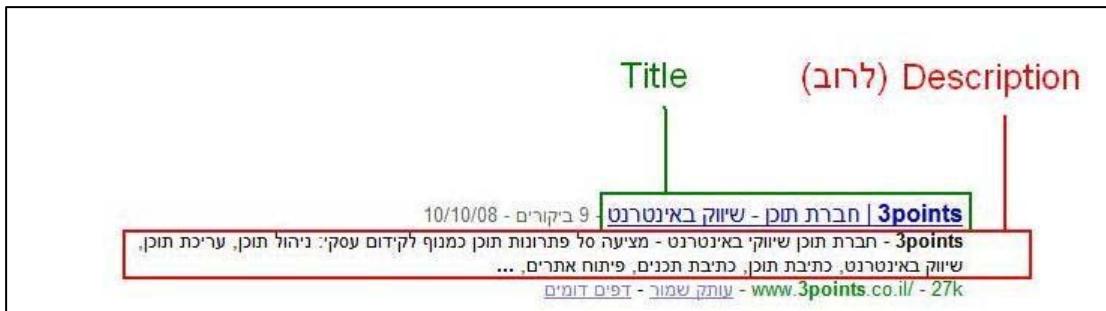 Title
Description (לרוב)
3points | חברת תוכן - שיווק באינטרנט - 9 ביקורים - 10/10/08
3points - חברת תוכן שיווקי באינטרנט - מציעה סל פתרונות תוכן כמנוף לקידום עסקי: ניהול תוכן, עריכת תוכן,
שיווק באינטרנט, כתיבת תוכן, כתיבת תכנים, פיתוח אתרים, ...
www.3points.co.il/ - 27k - עותק שמור - דפים דומים